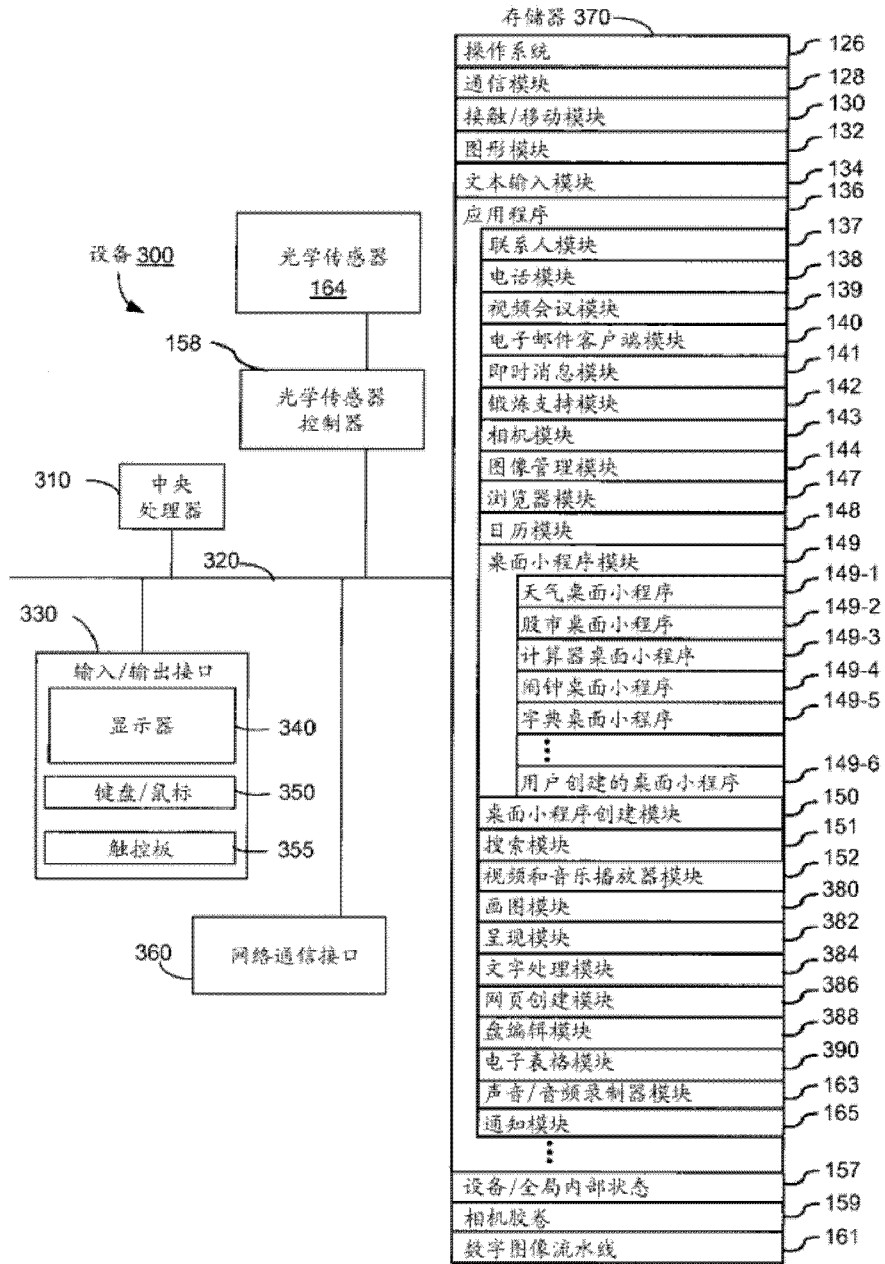 存储器 370
操作系统 126
通信模块 128
接触/移动模块 130
图形模块 132
文本输入模块 134
应用程序 136
联系人模块 137
电话模块 138
视频会议模块 139
电子邮件客户端模块 140
即时消息模块 141
锻炼支持模块 142
相机模块 143
图像管理模块 144
浏览器模块 147
日历模块 148
桌面小程序模块 149
天气桌面小程序 149-1
股市桌面小程序 149-2
计算器桌面小程序 149-3
闹钟桌面小程序 149-4
字典桌面小程序 149-5
用户创建的桌面小程序 149-6
桌面小程序创建模块 150
搜索模块 151
视频和音乐播放器模块 152
画图模块 380
呈现模块 382
文字处理模块 384
网页创建模块 386
盘编辑模块 388
电子表格模块 390
声音/音频录制器模块 163
通知模块 165
设备/全局内部状态 157
相机胶卷 159
数字图像流水线 161
设备 300
光学传感器
164
158
光学传感器
控制器
310
中央
处理器
320
330
输入/输出接口
显示器 340
键盘/鼠标 350
触控板 355
360
网络通信接口